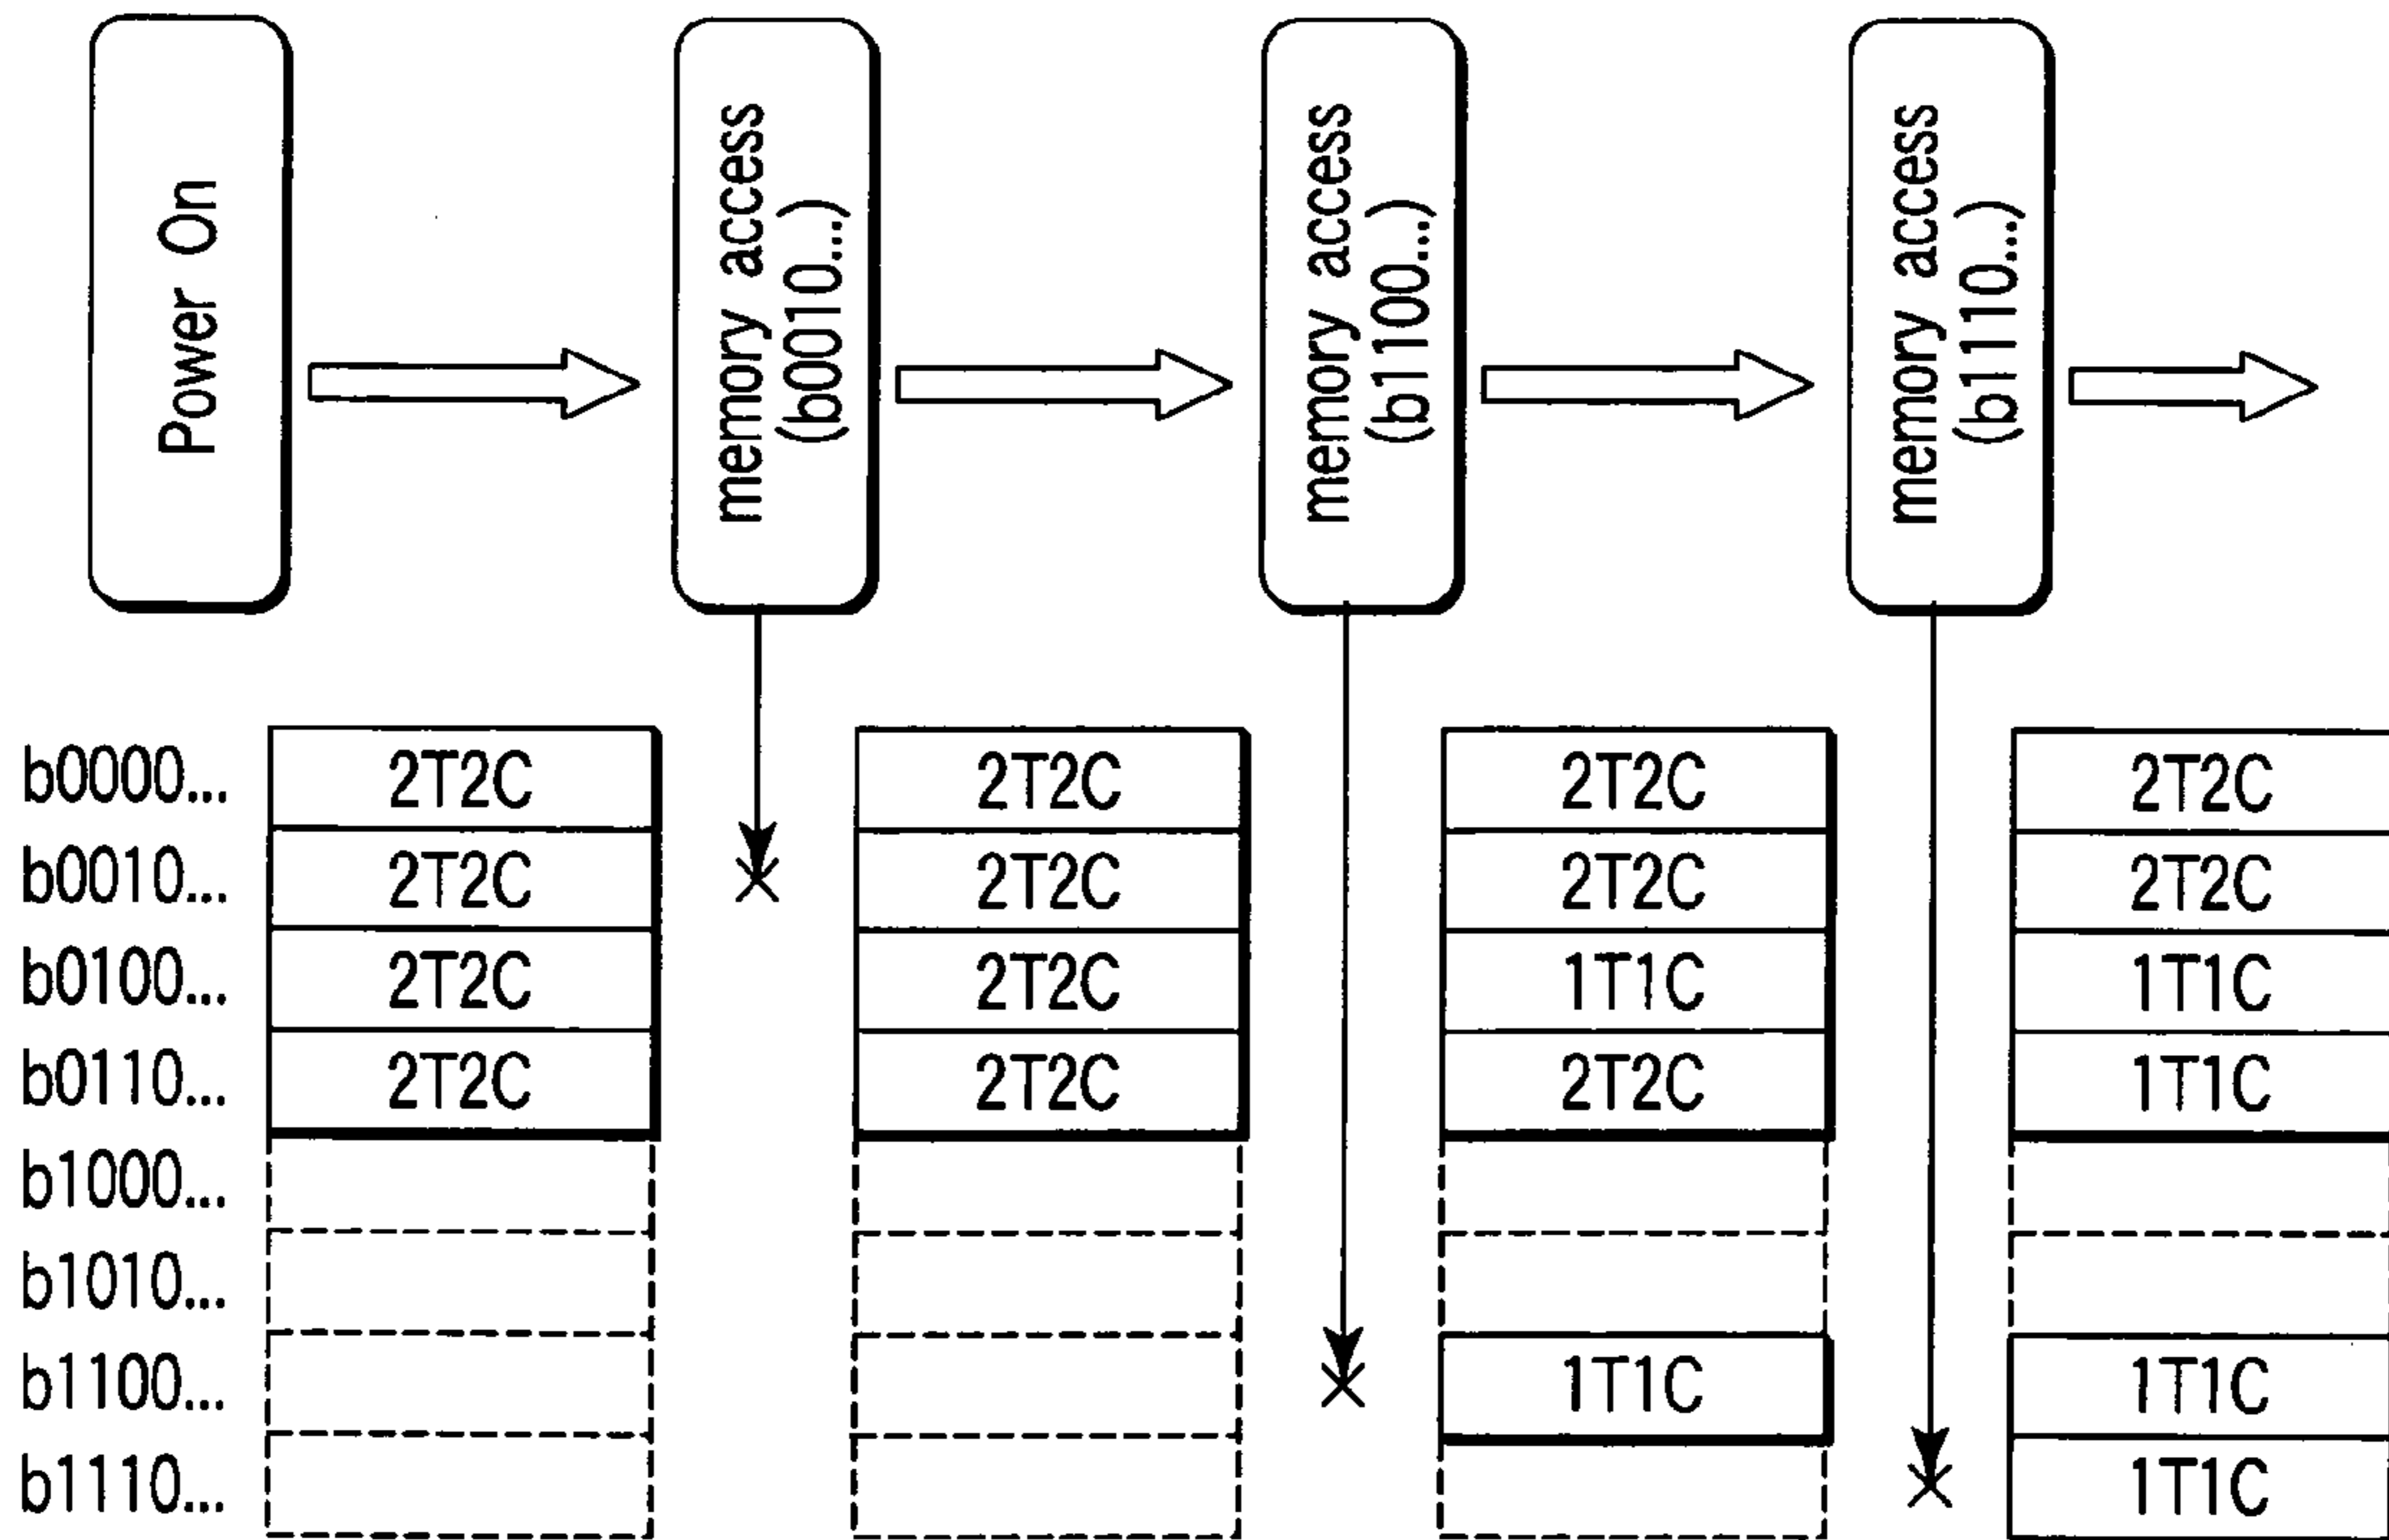 Power On
memory access
(b0010...)
memory access
(b1100...)
memory access
(b1110...)
b0000... 2T2C 2T2C 2T2C 2T2C
b0010... 2T2C 2T2C 2T2C 2T2C
b0100... 2T2C 2T2C 1T1C 1T1C
b0110... 2T2C 2T2C 2T2C 1T1C
b1000...
b1010...
b1100... 1T1C 1T1C
b1110... 1T1C